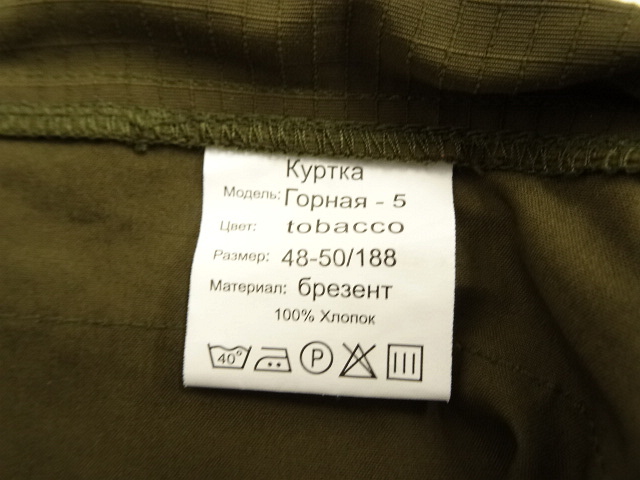 Куртка
Модель: Горная - 5
Цвет: tobacco
Размер: 48-50/188
Материал: брезент
100% Хлопок
40° P